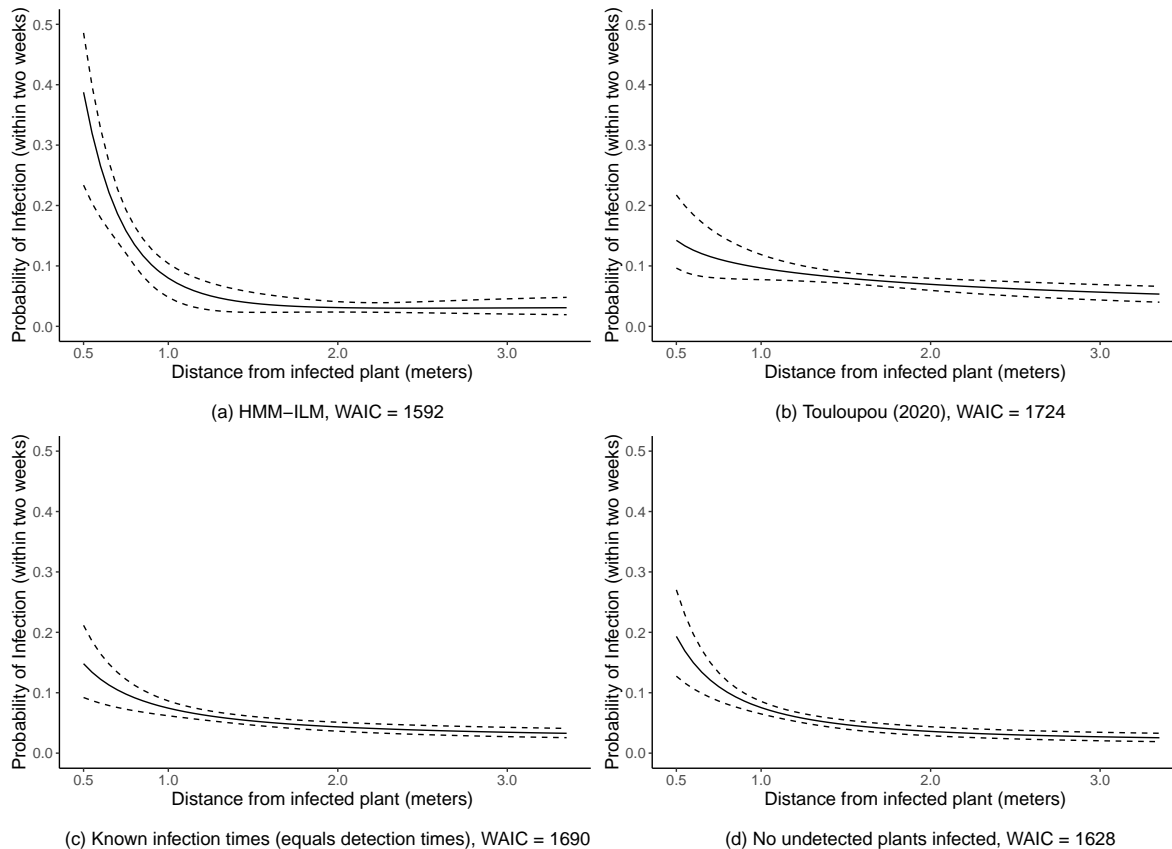 Probability of Infection (within two weeks)
0.5
0.4
0.3
0.2
0.1
0.0
0.5 1.0 2.0 3.0
Distance from infected plant (meters)
(a) HMM−ILM, WAIC = 1592
Probability of Infection (within two weeks)
0.5
0.4
0.3
0.2
0.1
0.0
0.5 1.0 2.0 3.0
Distance from infected plant (meters)
(b) Touloupou (2020), WAIC = 1724
Probability of Infection (within two weeks)
0.5
0.4
0.3
0.2
0.1
0.0
0.5 1.0 2.0 3.0
Distance from infected plant (meters)
(c) Known infection times (equals detection times), WAIC = 1690
Probability of Infection (within two weeks)
0.5
0.4
0.3
0.2
0.1
0.0
0.5 1.0 2.0 3.0
Distance from infected plant (meters)
(d) No undetected plants infected, WAIC = 1628